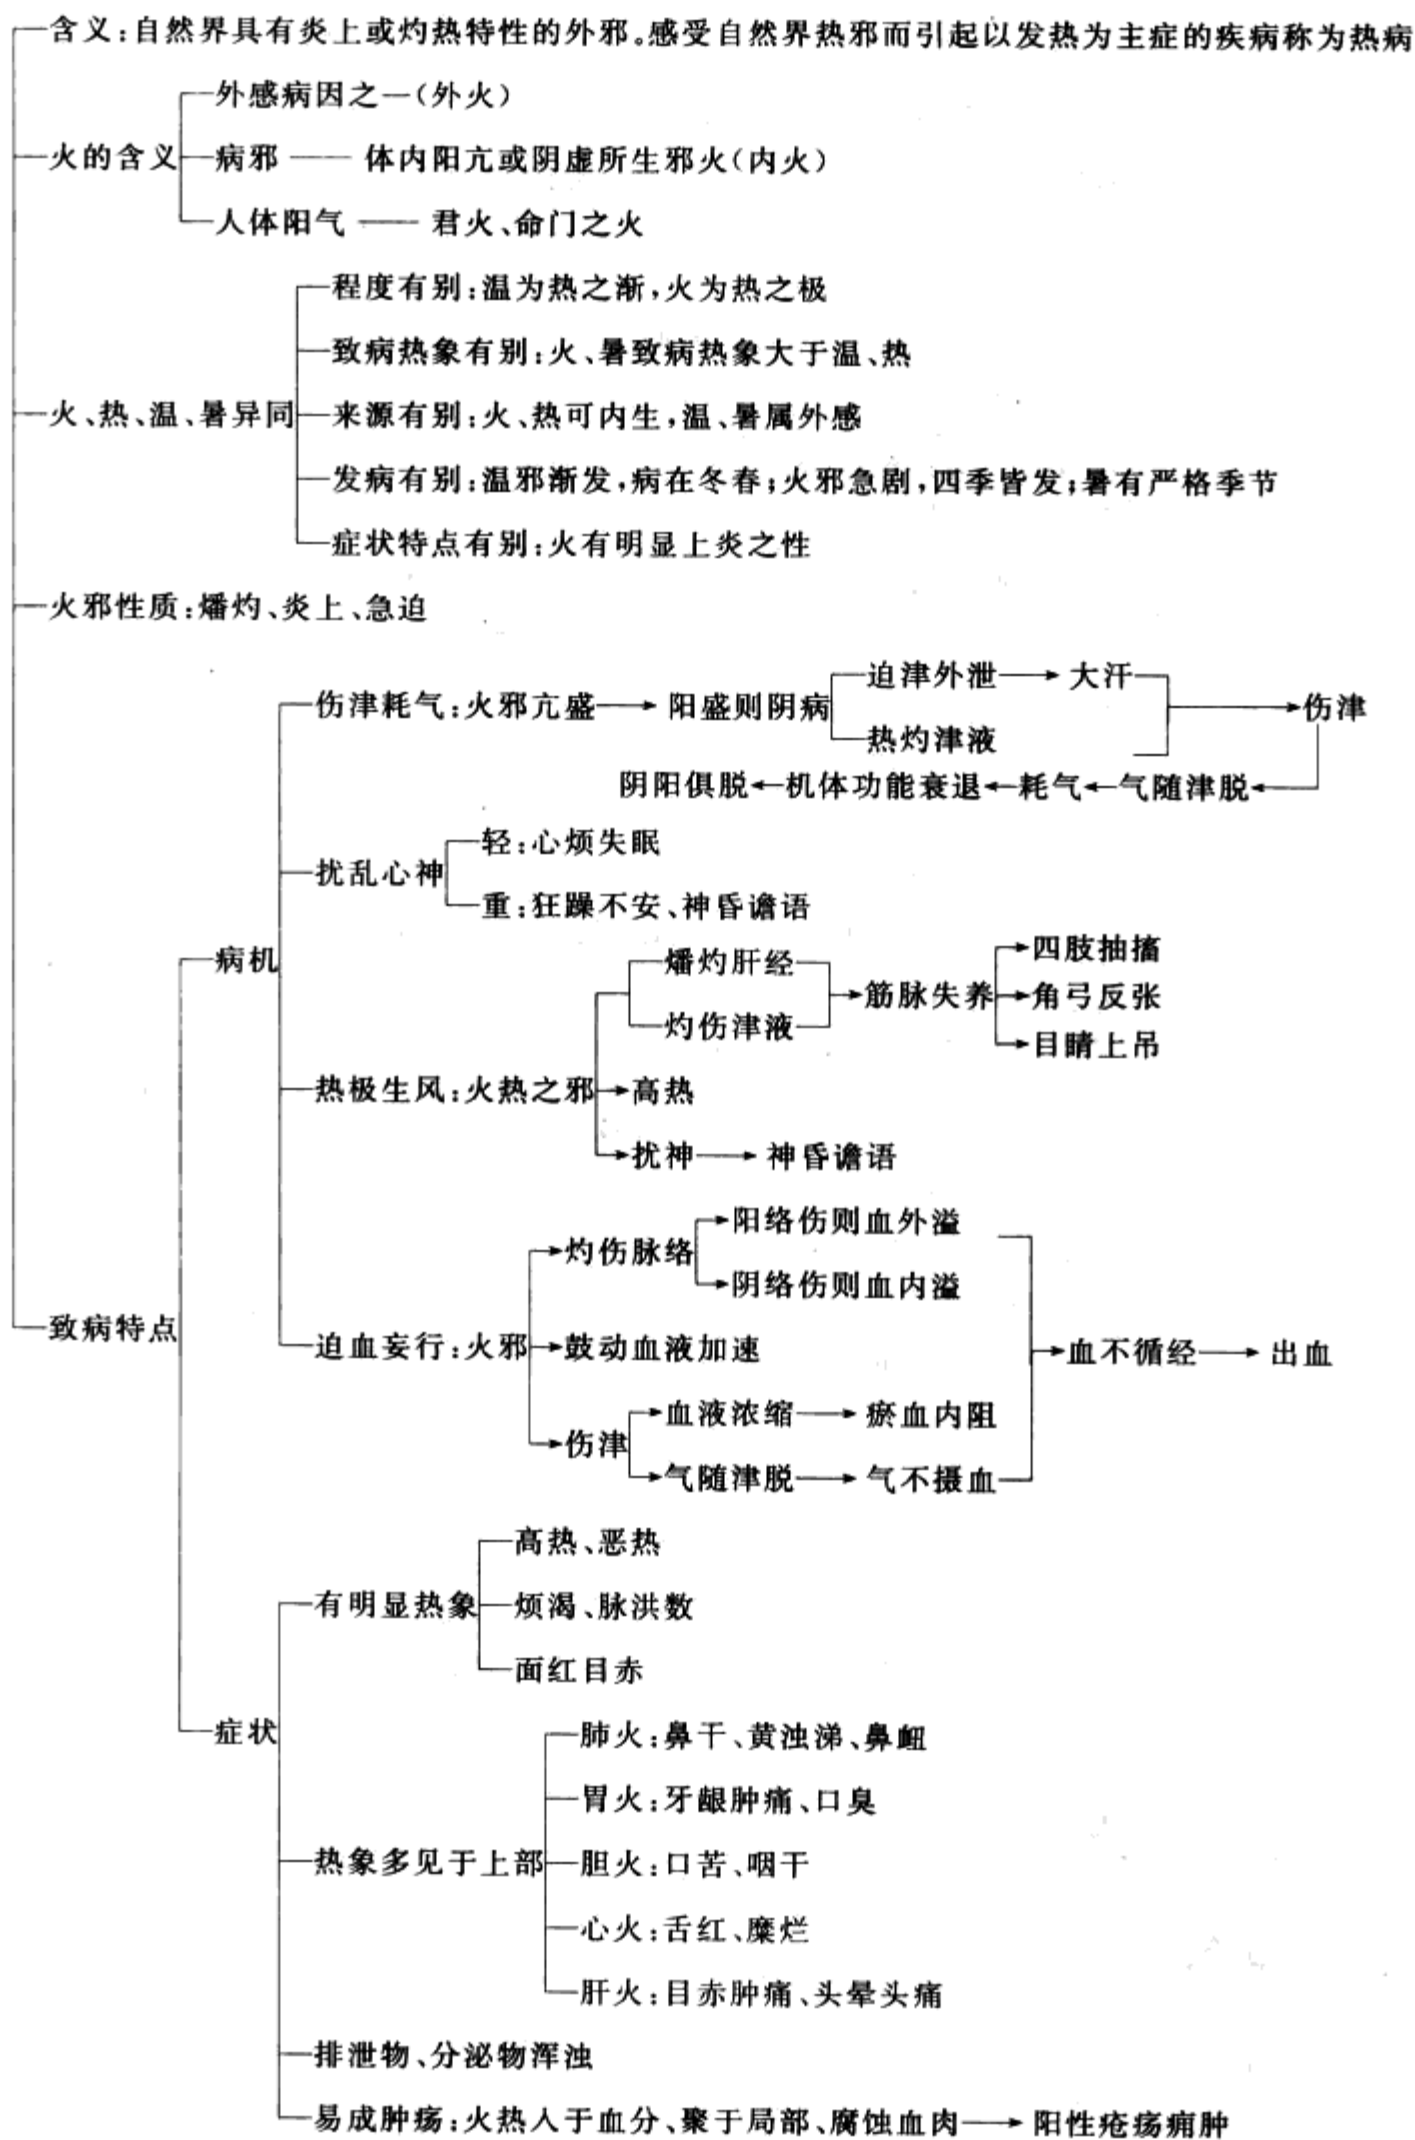 含义:自然界具有炎上或灼热特性的外邪。感受自然界热邪而引起以发热为主症的疾病称为热病
外感病因之一(外火)
火的含义 病邪 —— 体内阳亢或阴虚所生邪火(内火)
人体阳气 —— 君火、命门之火
程度有别:温为热之渐,火为热之极
致病热象有别:火、暑致病热象大于温、热
火、热、温、暑异同 来源有别:火、热可内生,温、暑属外感
发病有别:温邪渐发,病在冬春;火邪急剧,四季皆发;暑有严格季节
症状特点有别:火有明显上炎之性
火邪性质:燔灼、炎上、急迫
迫津外泄→大汗
伤津耗气:火邪亢盛→阳盛则阴病 →伤津
热灼津液
阴阳俱脱←机体功能衰退←耗气←气随津脱←
轻:心烦失眠
扰乱心神
重:狂躁不安、神昏谵语
病机
燔灼肝经 →四肢抽搐
→筋脉失养→角弓反张
灼伤津液 →目睛上吊
热极生风:火热之邪→高热
→扰神→神昏谵语
→阳络伤则血外溢
→灼伤脉络
→阴络伤则血内溢
致病特点
迫血妄行:火邪→鼓动血液加速 →血不循经→出血
→血液浓缩→瘀血内阻
→伤津
→气随津脱→气不摄血
高热、恶热
有明显热象 烦渴、脉洪数
面红目赤
症状
肺火:鼻干、黄浊涕、鼻衄
胃火:牙龈肿痛、口臭
热象多见于上部 胆火:口苦、咽干
心火:舌红、糜烂
肝火:目赤肿痛、头晕头痛
排泄物、分泌物浑浊
易成肿疡:火热入于血分、聚于局部、腐蚀血肉→阳性疮疡痈肿